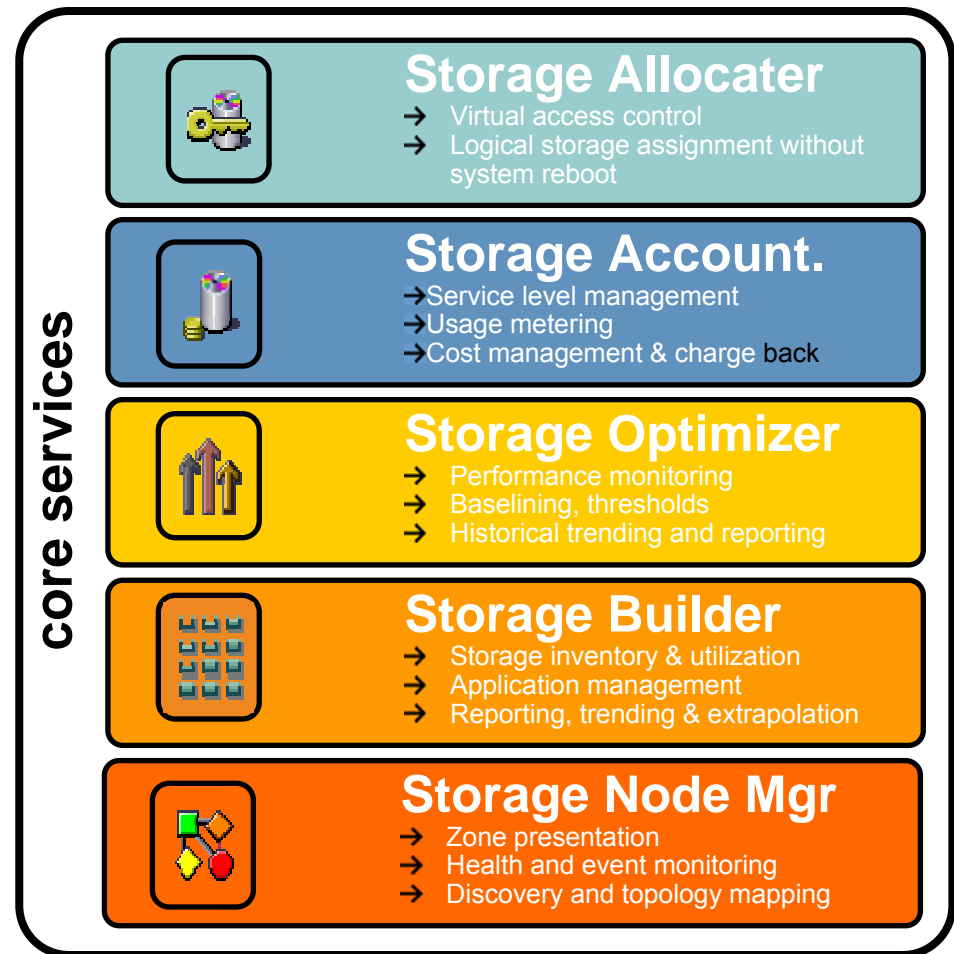 core services
Storage Allocater
→ Virtual access control
→ Logical storage assignment without
system reboot
Storage Account.
→Service level management
→Usage metering
→Cost management & charge back
Storage Optimizer
→ Performance monitoring
→ Baselining, thresholds
→ Historical trending and reporting
Storage Builder
→ Storage inventory & utilization
→ Application management
→ Reporting, trending & extrapolation
Storage Node Mgr
→ Zone presentation
→ Health and event monitoring
→ Discovery and topology mapping